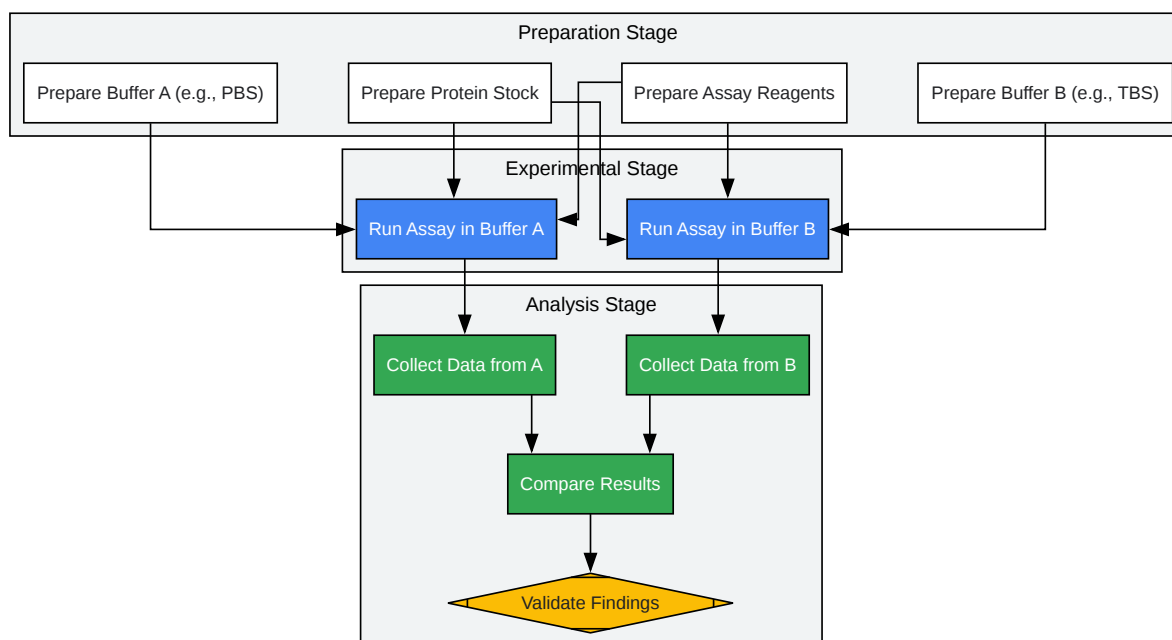 Preparation Stage
Prepare Buffer A (e.g., PBS)
Prepare Protein Stock
Prepare Assay Reagents
Prepare Buffer B (e.g., TBS)
Experimental Stage
Run Assay in Buffer A
Run Assay in Buffer B
Analysis Stage
Collect Data from A
Collect Data from B
Compare Results
Validate Findings